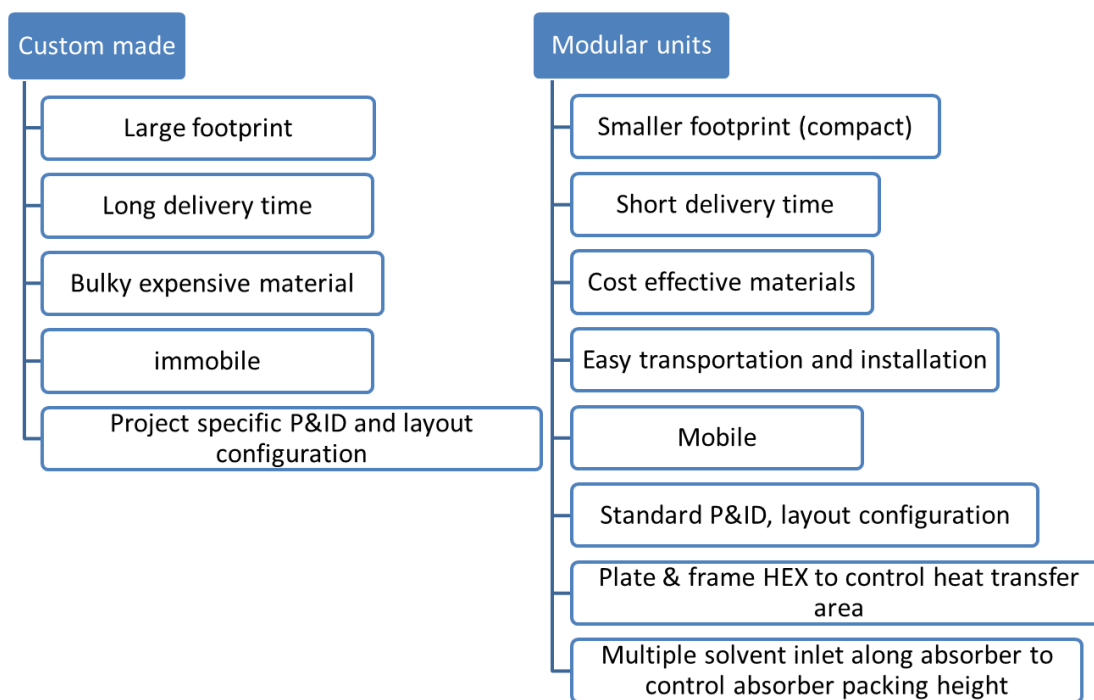 Custom made
Large footprint
Long delivery time
Bulky expensive material
immobile
Project specific P&ID and layout
configuration
Modular units
Smaller footprint (compact)
Short delivery time
Cost effective materials
Easy transportation and installation
Mobile
Standard P&ID, layout configuration
Plate & frame HEX to control heat transfer
area
Multiple solvent inlet along absorber to
control absorber packing height